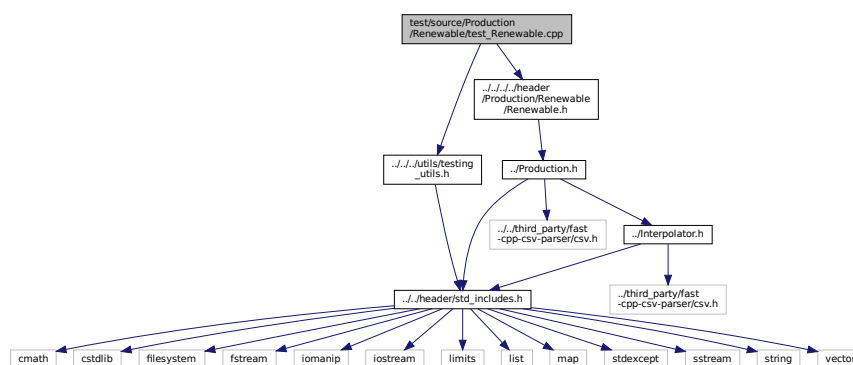 test/source/Production
/Renewable/test_Renewable.cpp
../../../../header
/Production/Renewable
/Renewable.h
../../../utils/testing
_utils.h
../Production.h
../../third_party/fast
-cpp-csv-parser/csv.h
../Interpolator.h
../third_party/fast
-cpp-csv-parser/csv.h
../../header/std_includes.h
cmath
cstdlib
filesystem
fstream
iomanip
iostream
limits
list
map
stdexcept
sstream
string
vector